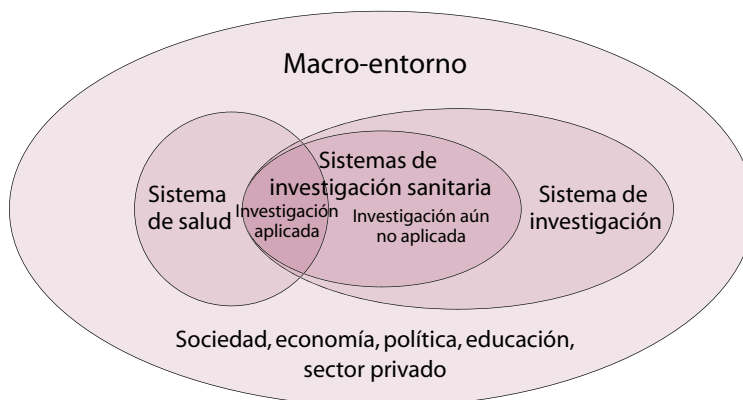 Macro-entorno
Sistemas de
investigación sanitaria
Sistema
de salud
Investigación
aplicada
Investigación aún
no aplicada
Sistema de
investigación
Sociedad, economía, política, educación,
sector privado